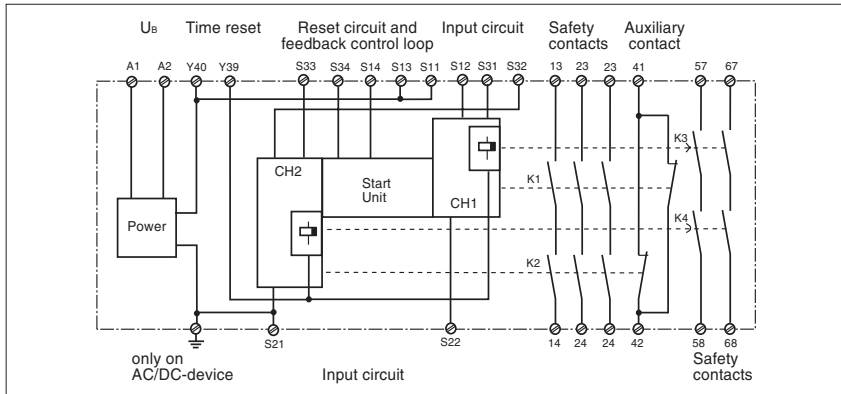 UB Time reset Reset circuit and feedback control loop Input circuit Safety contacts Auxiliary contact
A1 A2 Y40 Y39 S33 S34 S14 S13 S11 S12 S31 S32 13 23 23 41 57 67
K3
CH2
Start Unit
K1
CH1
Power
K4
K2
S21 S22 14 24 24 42 58 68
only on AC/DC-device
Input circuit
Safety contacts